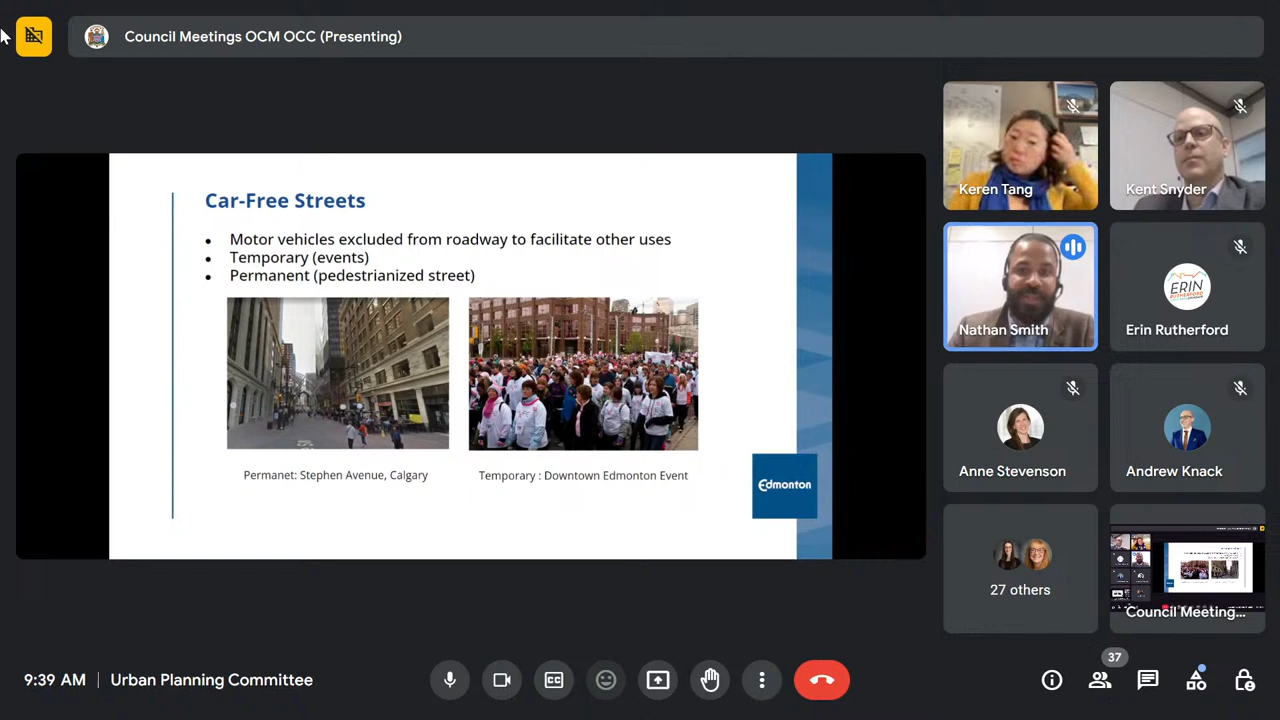 Council Meetings OCM OCC (Presenting)
Car-Free Streets
• Motor vehicles excluded from roadway to facilitate other uses
• Temporary (events)
• Permanent (pedestrianized street)
Permanet: Stephen Avenue, Calgary
Temporary : Downtown Edmonton Event
Edmonton
Keren Tang
Kent Snyder
Nathan Smith
ERIN
RUTHERFORD
Erin Rutherford
Anne Stevenson
Andrew Knack
27 others
Council Meeting...
9:39 AM | Urban Planning Committee
CC
37